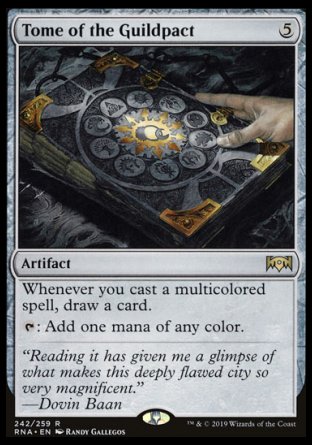 Tome of the Guildpact 5
Artifact
Whenever you cast a multicolored
spell, draw a card.
: Add one mana of any color.
"Reading it has given me a glimpse of
what makes this deeply flawed city so
very magnificent."
—Dovin Baan
242/259 R
RNA • EN Randy Gallegos
™ & © 2019 Wizards of the Coast